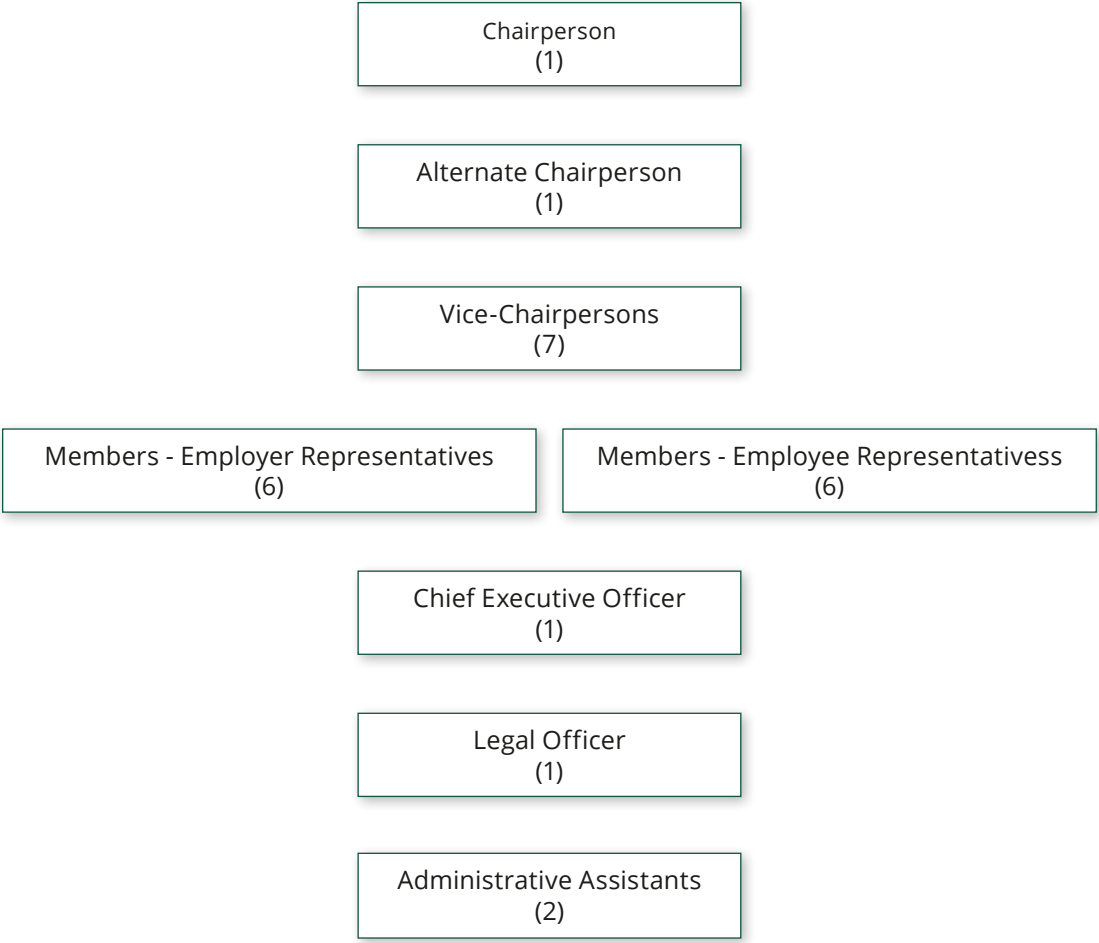 Chairperson
(1)
Alternate Chairperson
(1)
Vice-Chairpersons
(7)
Members - Employer Representatives
(6)
Members - Employee Representativess
(6)
Chief Executive Officer
(1)
Legal Officer
(1)
Administrative Assistants
(2)